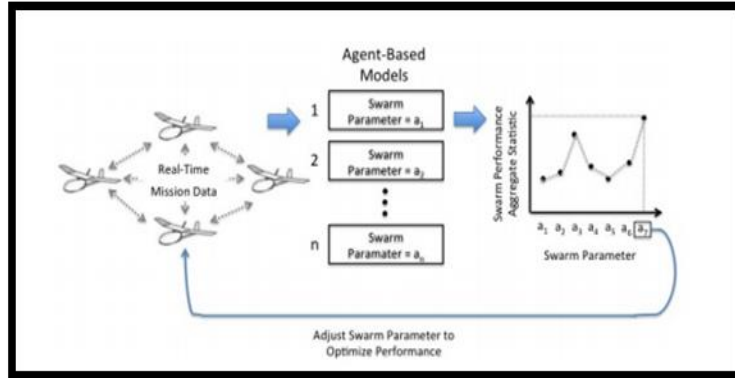 Agent-Based
Models
Real-Time
Mission Data
1
Swarm
Parameter = a₁
2
Swarm
Parameter = a₂
n
Swarm
Paramater = aₙ
Swarm Performance
Aggregate Statistic
a₁ a₂ a₃ a₄ a₅ a₆ a₇
Swarm Parameter
Adjust Swarm Parameter to
Optimize Performance